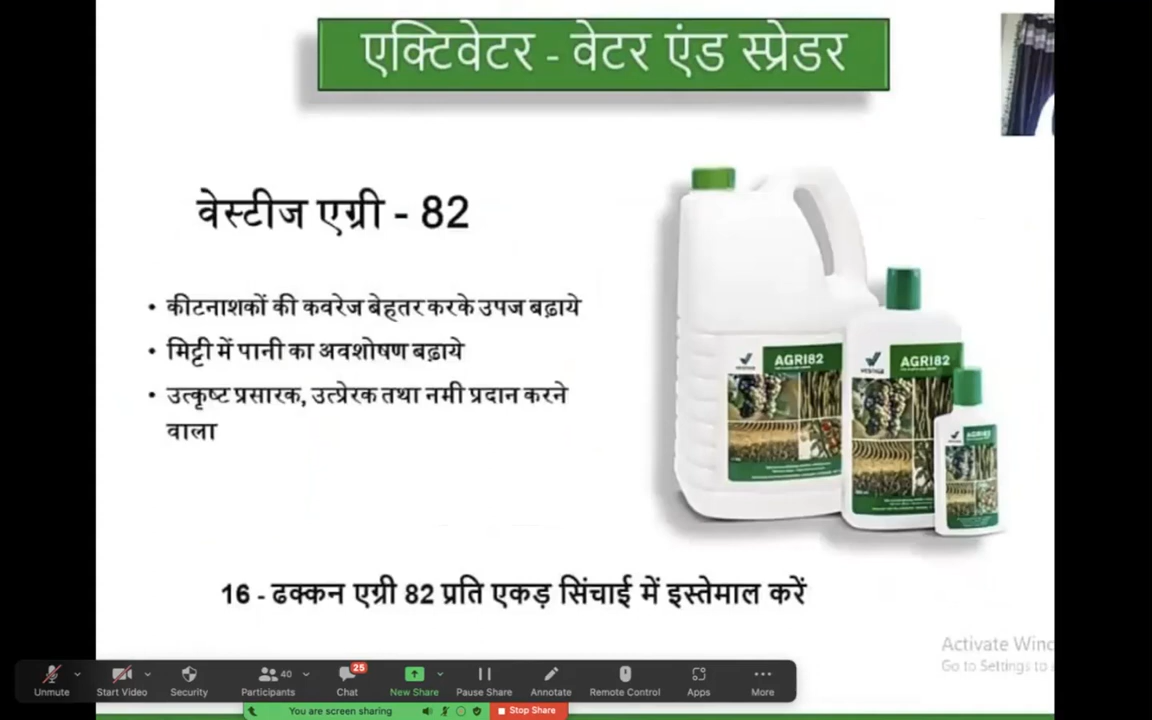 एक्टिवेटर - वेटर एंड स्प्रेडर
वेस्टीज एग्री - 82
• कीटनाशकों की कवरेज बेहतर करके उपज बढ़ाये
• मिट्टी में पानी का अवशोषण बढ़ाये
• उत्कृष्ट प्रसारक, उत्प्रेरक तथा नमी प्रदान करने
वाला
AGRI82
VESTIGE
AGRI82
AGRI82
16 - ढक्कन एग्री 82 प्रति एकड़ सिंचाई में इस्तेमाल करें
Activate Winc
Go to Settings to
25
40
Unmute
Start Video
Security
Participants
Chat
New Share
Pause Share
Annotate
Remote Control
Apps
More
You are screen sharing
Stop Share